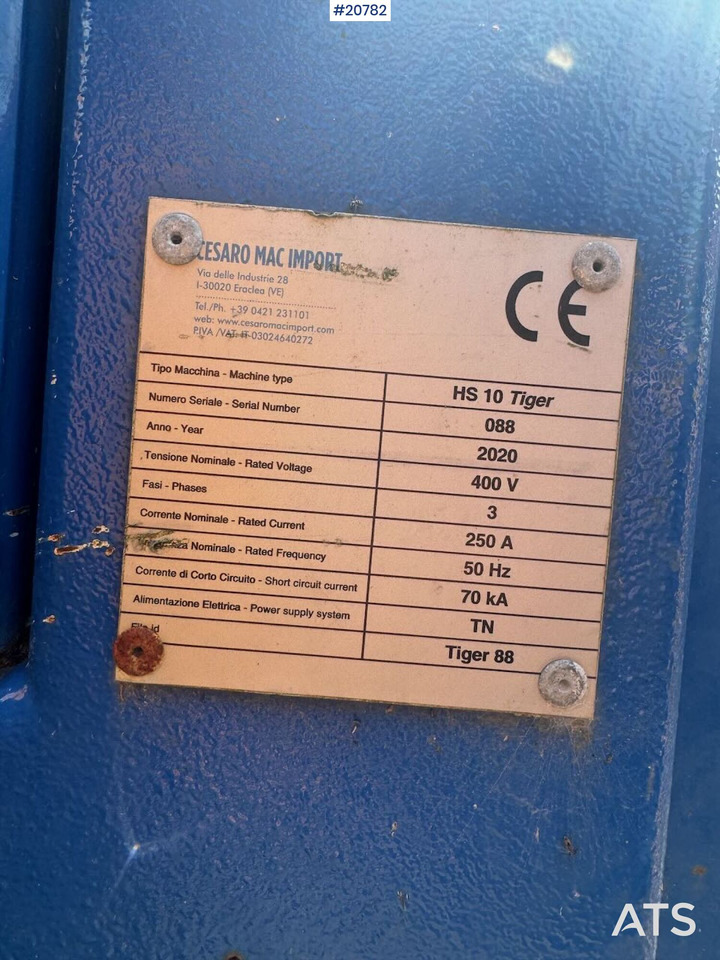 #20782
CESARO MAC IMPORT
Via delle Industrie 28
I-30020 Eraclea (VE)
Tel./Ph. +39 0421 231101
web: www.cesaromacimport.com
P.IVA /VAT: IT 03024640272
CE
Tipo Macchina - Machine type HS 10 Tiger
Numero Seriale - Serial Number 088
Anno - Year 2020
Tensione Nominale - Rated Voltage 400 V
Fasi - Phases 3
Corrente Nominale - Rated Current 250 A
Nominale - Rated Frequency 50 Hz
Corrente di Corto Circuito - Short circuit current 70 kA
Alimentazione Elettrica - Power supply system TN
id Tiger 88
ATS